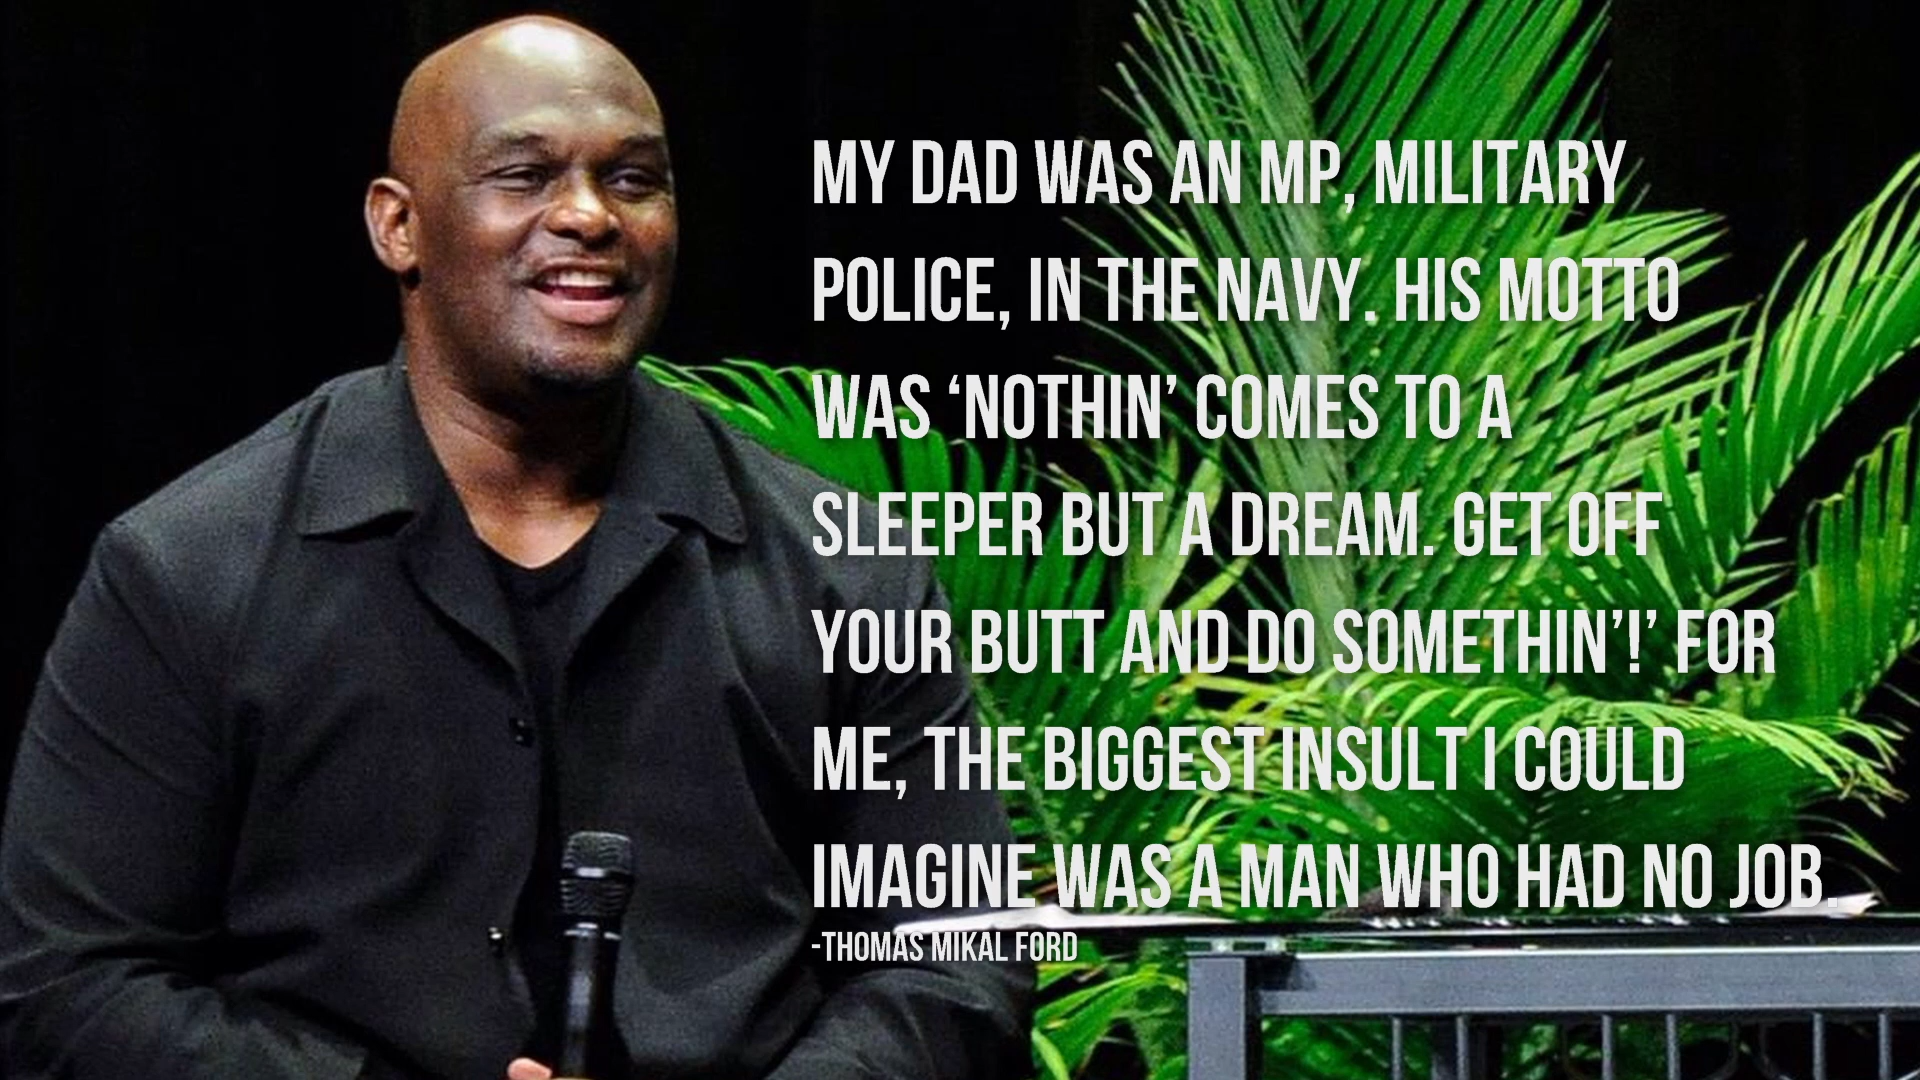 MY DAD WAS AN MP, MILITARY
POLICE, IN THE NAVY. HIS MOTTO
WAS ‘NOTHIN’ COMES TO A
SLEEPER BUT A DREAM. GET OFF
YOUR BUTT AND DO SOMETHIN’!’ FOR
ME, THE BIGGEST INSULT I COULD
IMAGINE WAS A MAN WHO HAD NO JOB.
-THOMAS MIKAL FORD